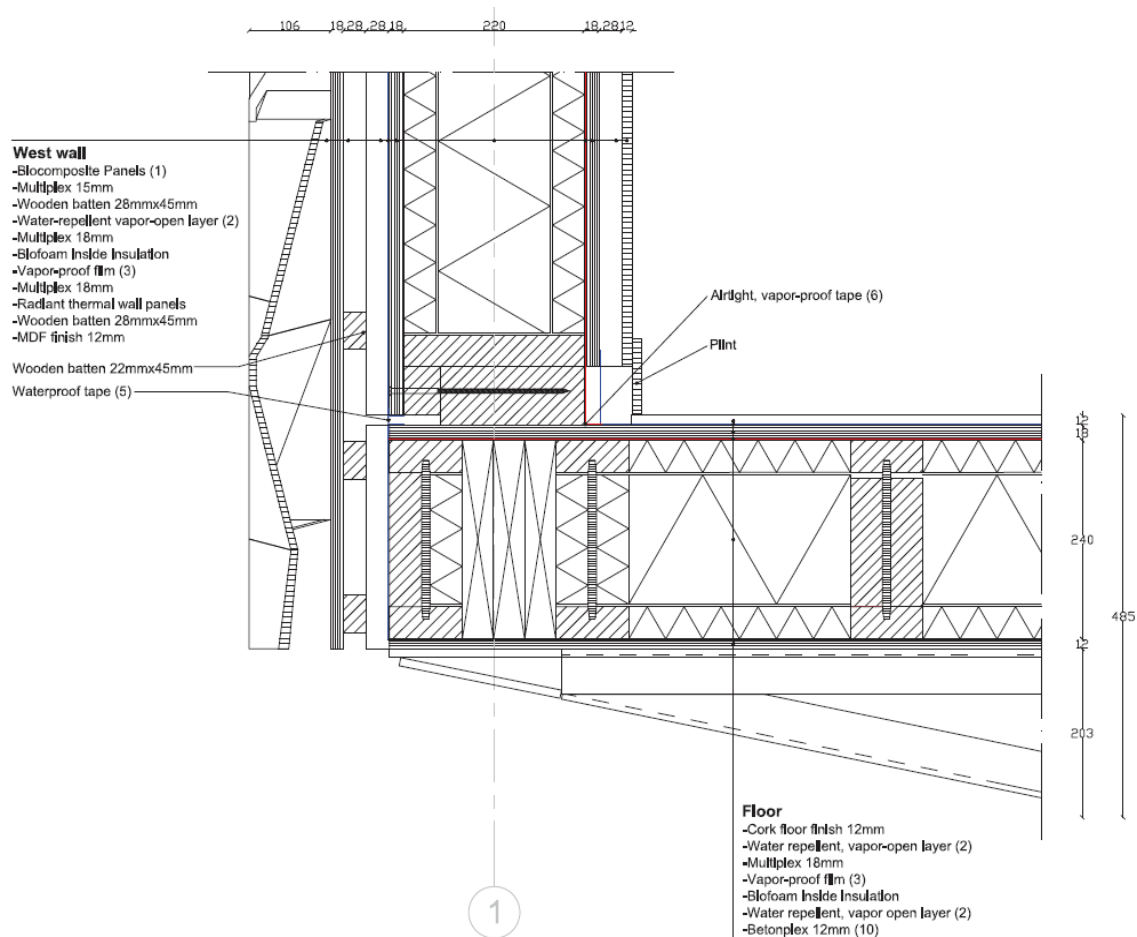 106 18 28 28 18 220 18 28 12
West wall
-Biocomposite Panels (1)
-Multiplex 15mm
-Wooden batten 28mmx45mm
-Water-repellent vapor-open layer (2)
-Multiplex 18mm
-Biofoam Inside Insulation
-Vapor-proof film (3)
-Multiplex 18mm
-Radiant thermal wall panels
-Wooden batten 28mmx45mm
-MDF finish 12mm
Wooden batten 22mmx45mm
Waterproof tape (5)
Airtight, vapor-proof tape (6)
Plint
12
18
240
485
12
203
Floor
-Cork floor finish 12mm
-Water repellent, vapor-open layer (2)
-Multiplex 18mm
-Vapor-proof film (3)
-Biofoam Inside Insulation
-Water repellent, vapor open layer (2)
-Betonplex 12mm (10)
1